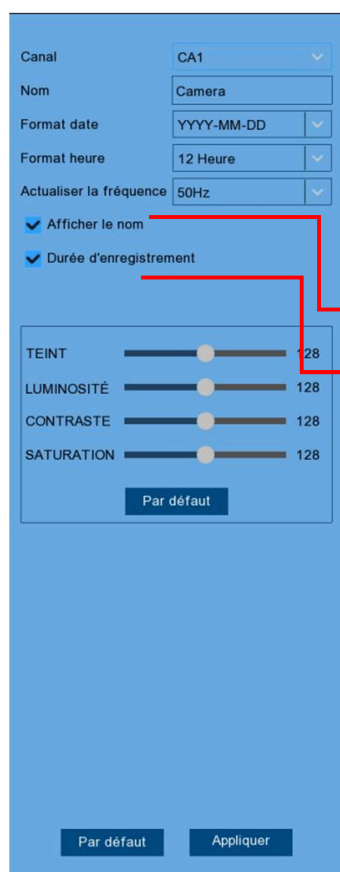 Canal CA1
Nom Camera
Format date YYYY-MM-DD
Format heure 12 Heure
Actualiser la fréquence 50Hz
Afficher le nom
Durée d'enregistrement
TEINT 128
LUMINOSITÉ 128
CONTRASTE 128
SATURATION 128
Par défaut
Par défaut Appliquer